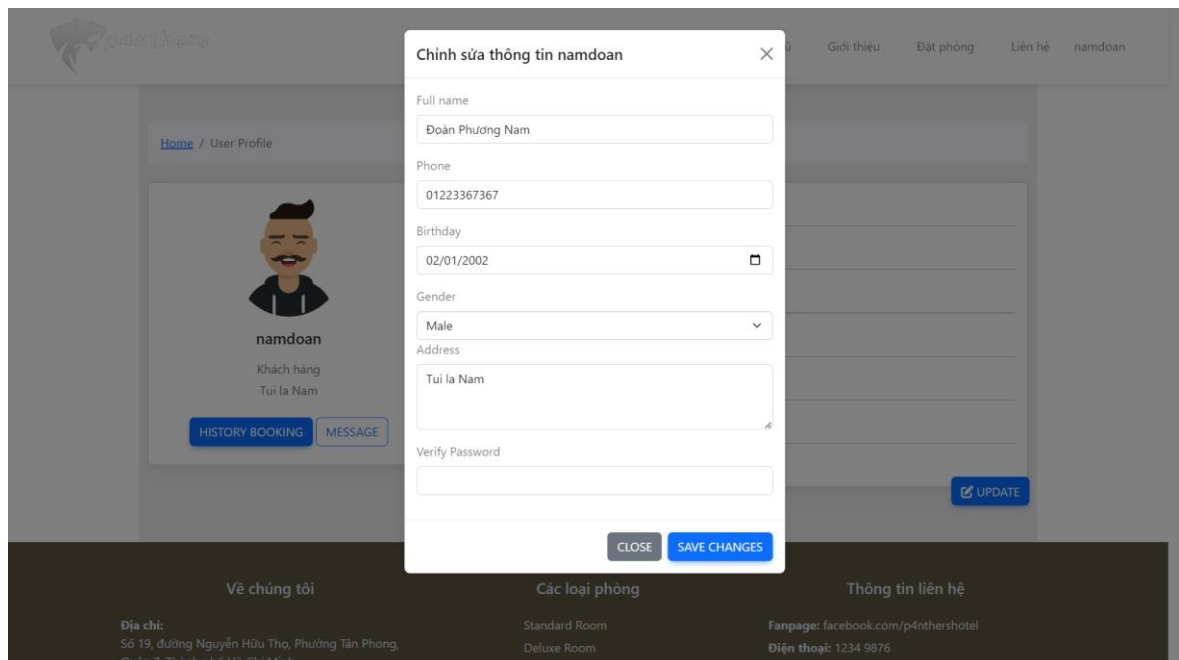 p4nthers
Chỉnh sửa thông tin namdoan
Giới thiệu
Đặt phòng
Liên hệ
namdoan
Full name
Đoàn Phương Nam
Home / User Profile
Phone
01223367367
Birthday
02/01/2002
Gender
Male
namdoan
Address
Khách hàng
Tui la Nam
Tui la Nam
HISTORY BOOKING
MESSAGE
Verify Password
UPDATE
CLOSE
SAVE CHANGES
Về chúng tôi
Các loại phòng
Thông tin liên hệ
Địa chỉ:
Số 19, đường Nguyễn Hữu Thọ, Phường Tân Phong,
Standard Room
Deluxe Room
Fanpage: facebook.com/p4nthershotel
Điện thoại: 1234 9876